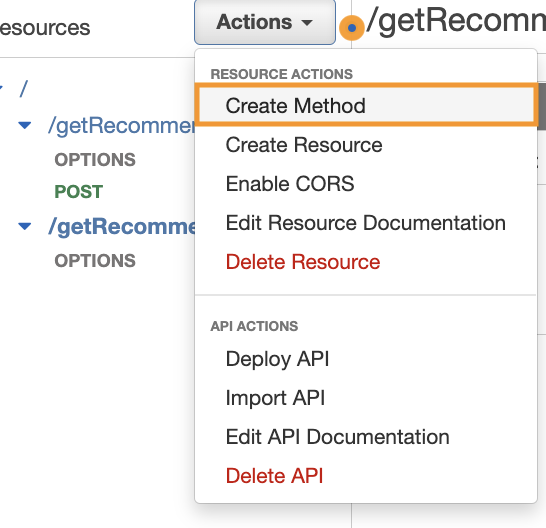 esources
Actions
/getRecomm
RESOURCE ACTIONS
/
Create Method
/getRecommer
Create Resource
OPTIONS
Enable CORS
POST
Edit Resource Documentation
/getRecomme
Delete Resource
OPTIONS
API ACTIONS
Deploy API
Import API
Edit API Documentation
Delete API